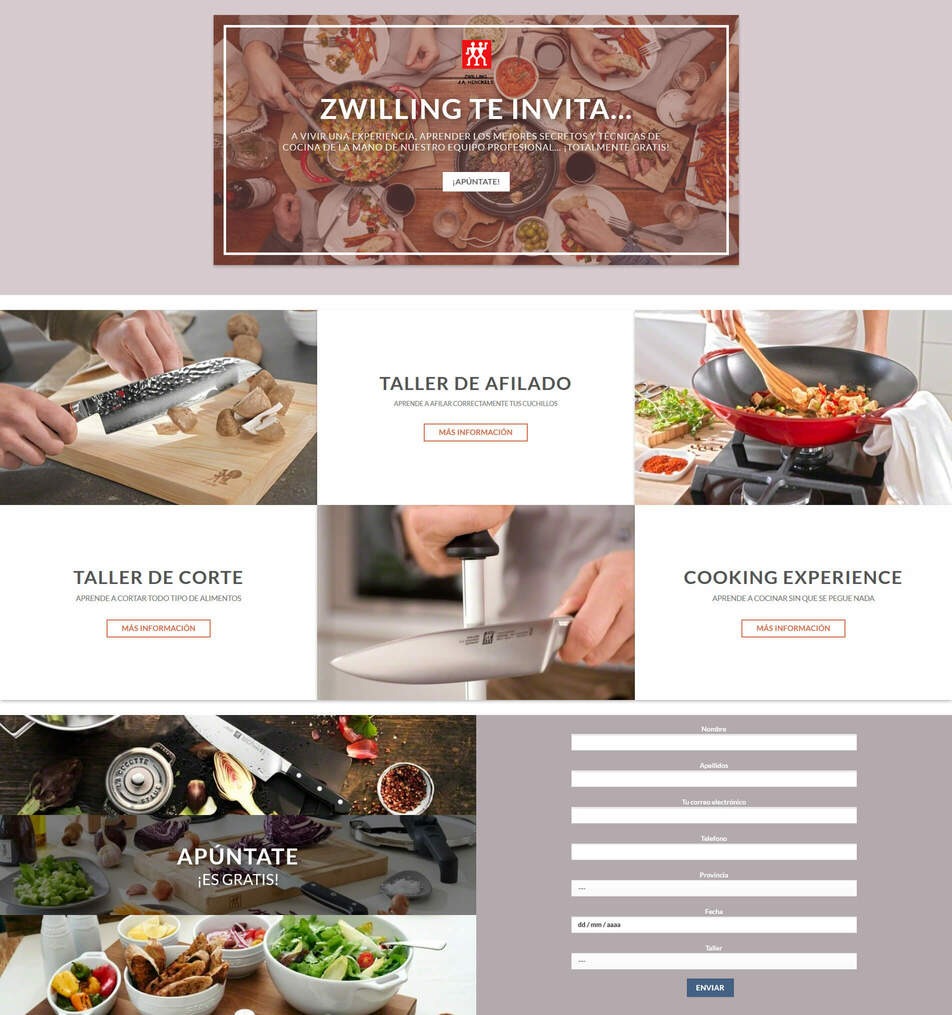 ZWILLING
J.A. HENCKELS
ZWILLING TE INVITA...
A VIVIR UNA EXPERIENCIA, APRENDER LOS MEJORES SECRETOS Y TÉCNICAS DE
COCINA DE LA MANO DE NUESTRO EQUIPO PROFESIONAL... ¡TOTALMENTE GRATIS!
¡APÚNTATE!
TALLER DE AFILADO
APRENDE A AFILAR CORRECTAMENTE TUS CUCHILLOS
MÁS INFORMACIÓN
TALLER DE CORTE
APRENDE A CORTAR TODO TIPO DE ALIMENTOS
MÁS INFORMACIÓN
COOKING EXPERIENCE
APRENDE A COCINAR SIN QUE SE PEGUE NADA
MÁS INFORMACIÓN
APÚNTATE
¡ES GRATIS!
Nombre
Apellidos
Tu correo electrónico
Telefono
Provincia
---
Fecha
dd / mm / aaaa
Taller
---
ENVIAR